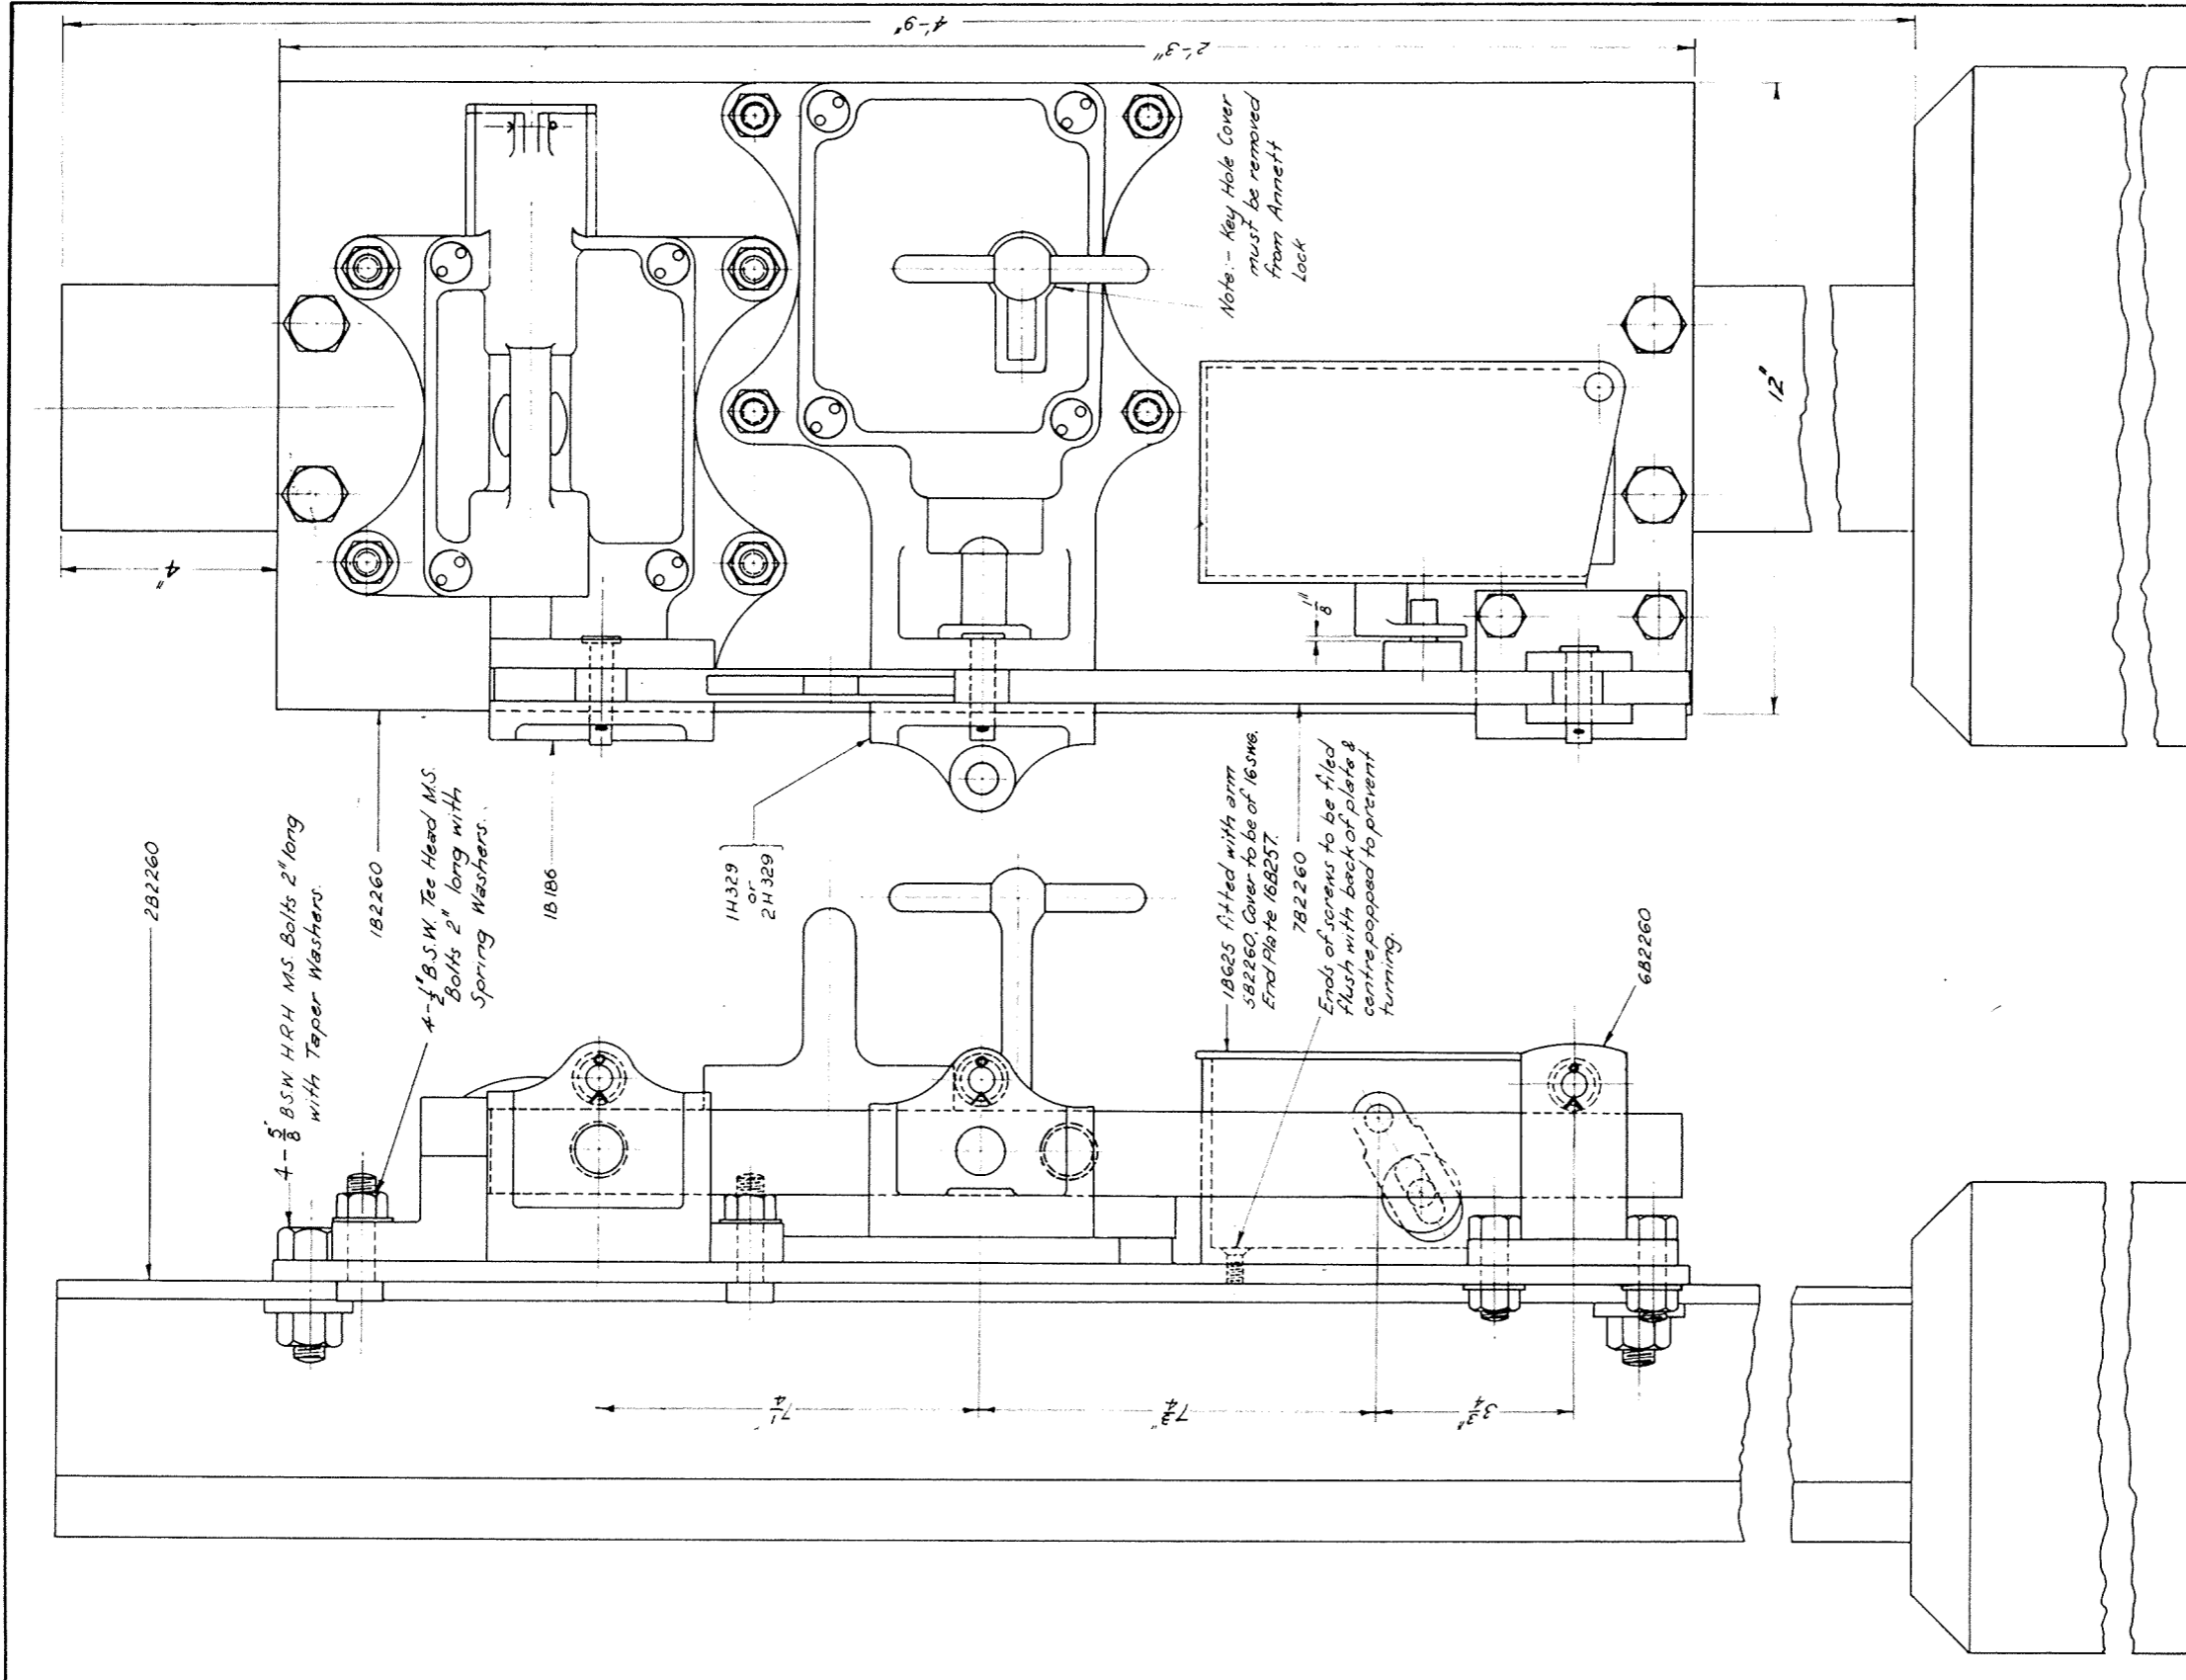 4'-9"
2'-3"
Note:- Key Hole Cover
must be removed
from Annett
Lock
12"
4"
1"
8
2B2260
4-5/8" B.S.W. H.R.H M.S. Bolts 2" long
with Taper Washers.
1B2260
4-1/2" B.S.W. Tee Head M.S.
Bolts 2" long with
Spring Washers.
1B186
1H329
or
2H329
1B625 fitted with arm
5B2260. Cover to be of 16 SWG.
End Plate 16B257.
7B2260
Ends of screws to be filed
flush with back of plate &
centre popped to prevent
turning.
6B2260
7 1/4"
7 3/4"
3 3/4"